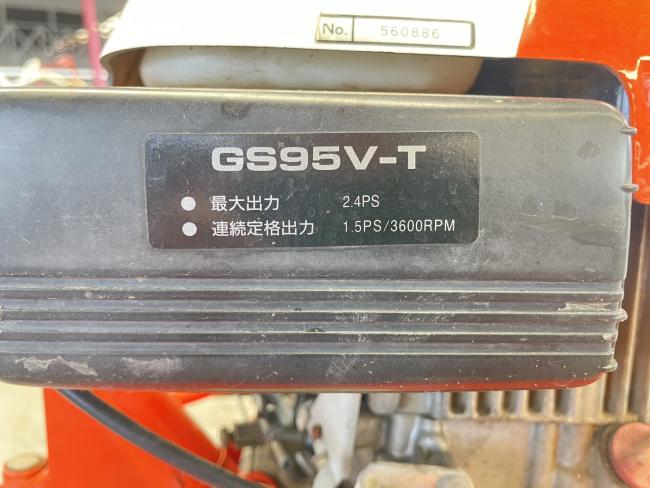 No. 560886
GS95V-T
● 最大出力 2.4PS
● 連続定格出力 1.5PS/3600RPM